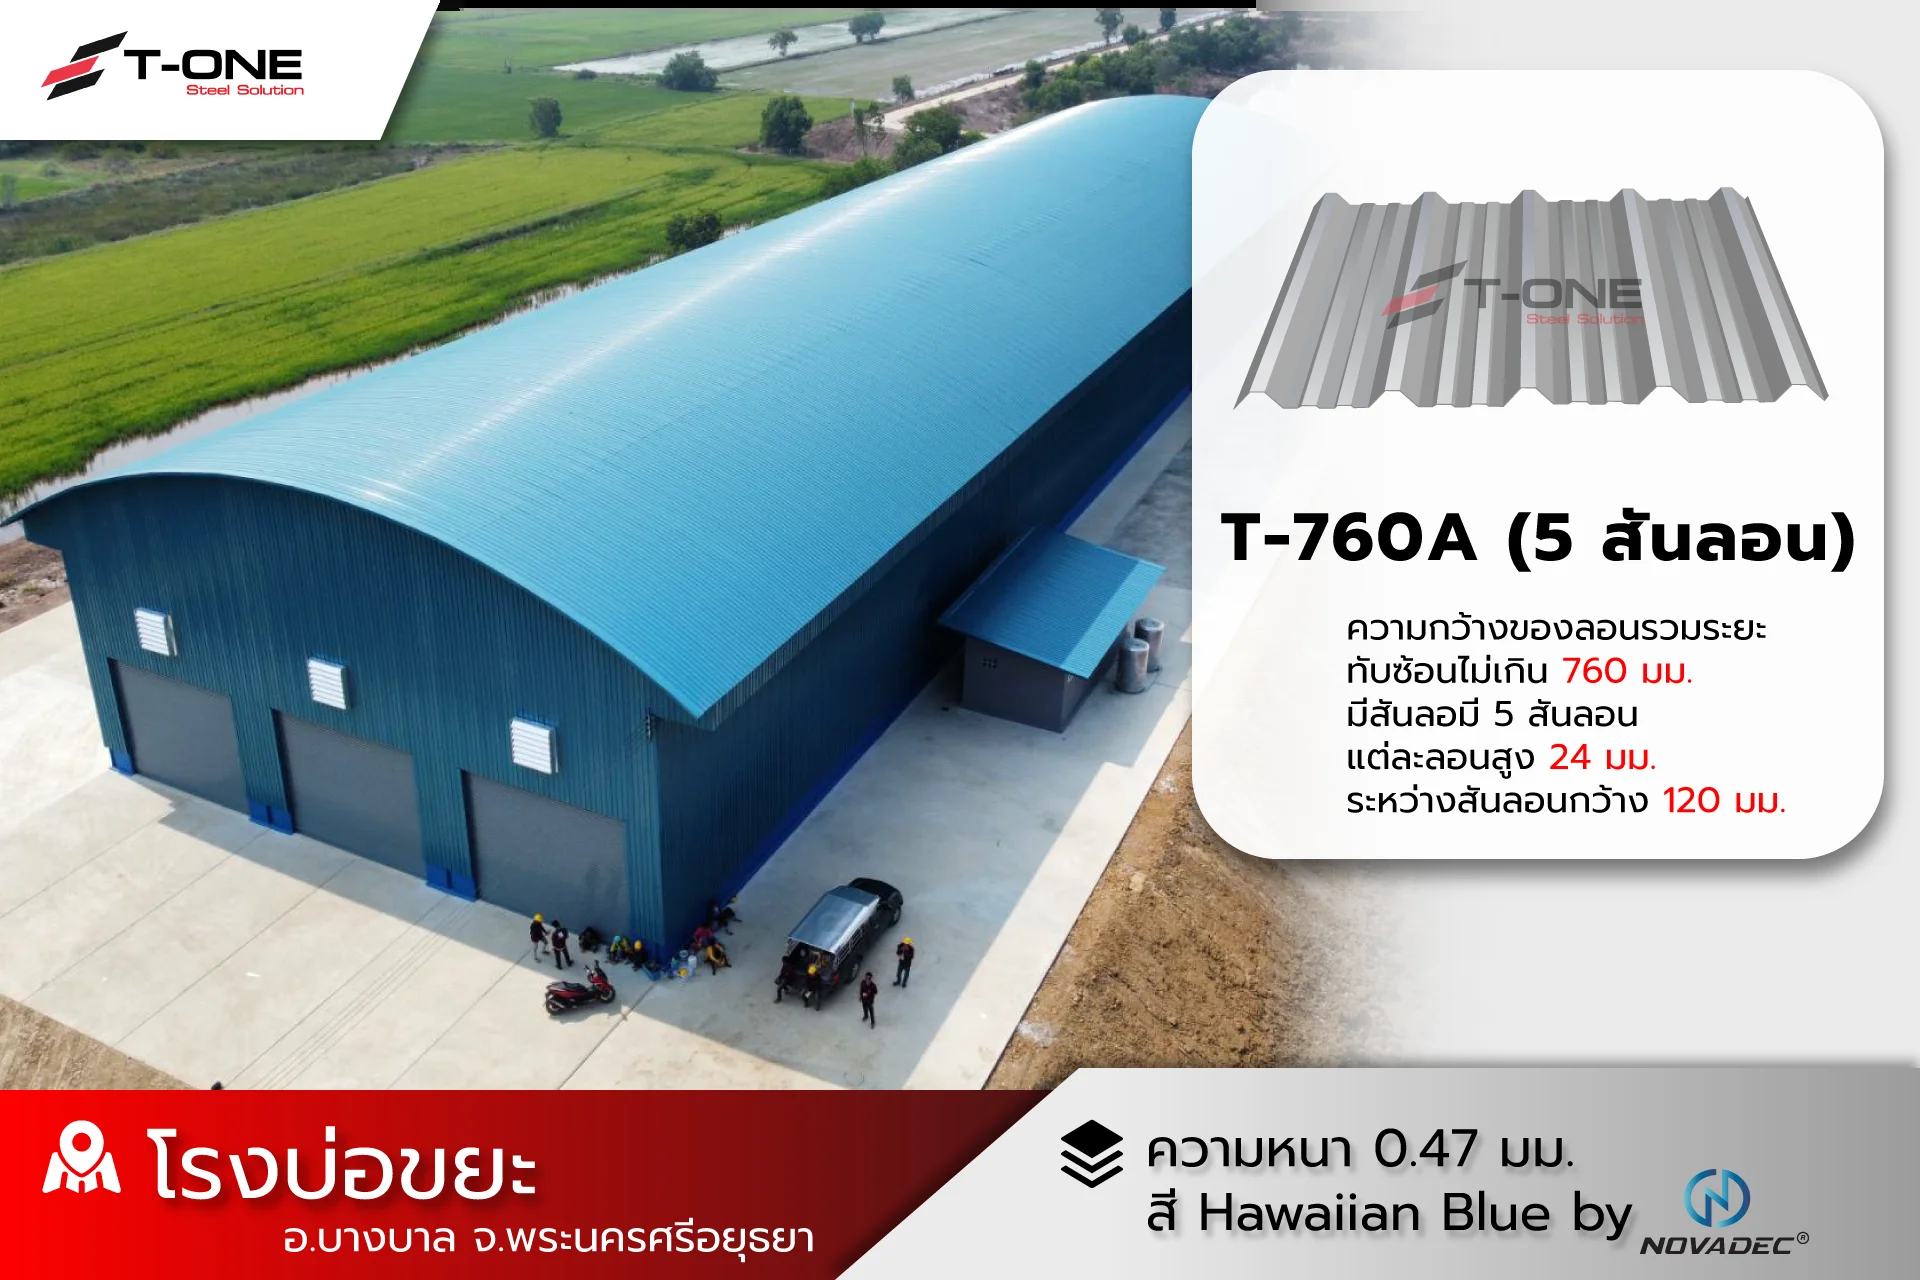 T-ONE
Steel Solution
T-ONE
Steel Solution
T-760A (5 สันลอน)
ความกว้างของลอนรวมระยะ
ทับซ้อนไม่เกิน 760 มม.
มีสันลอมี 5 สันลอน
แต่ละลอนสูง 24 มม.
ระหว่างสันลอนกว้าง 120 มม.
โรงบ่อขยะ
อ.บางบาล จ.พระนครศรีอยุธยา
ความหนา 0.47 มม.
สี Hawaiian Blue by
NOVADEC®